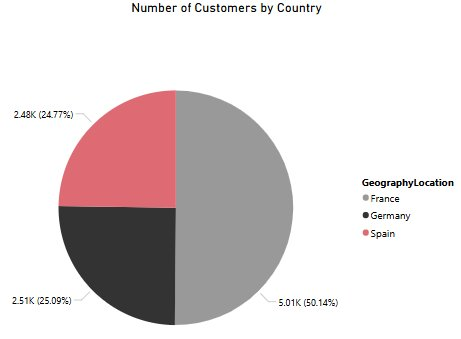 Number of Customers by Country
2.48K (24.77%)
GeographyLocation
France
Germany
Spain
2.51K (25.09%)
5.01K (50.14%)